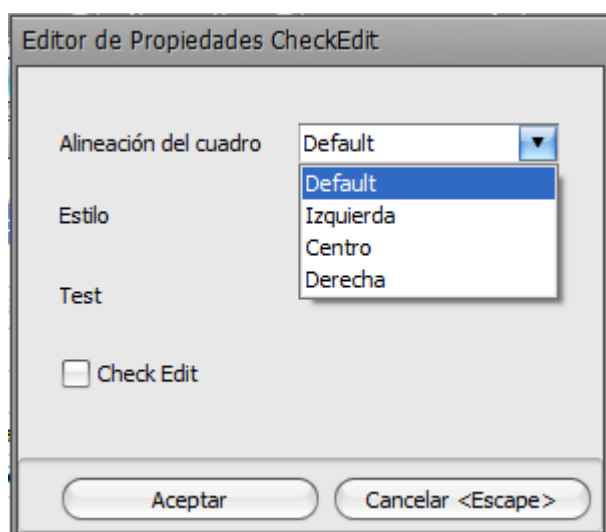 Editor de Propiedades CheckEdit
Alineación del cuadro Default
Default
Estilo Izquierda
Centro
Test Derecha
Check Edit
Aceptar Cancelar <Escape>